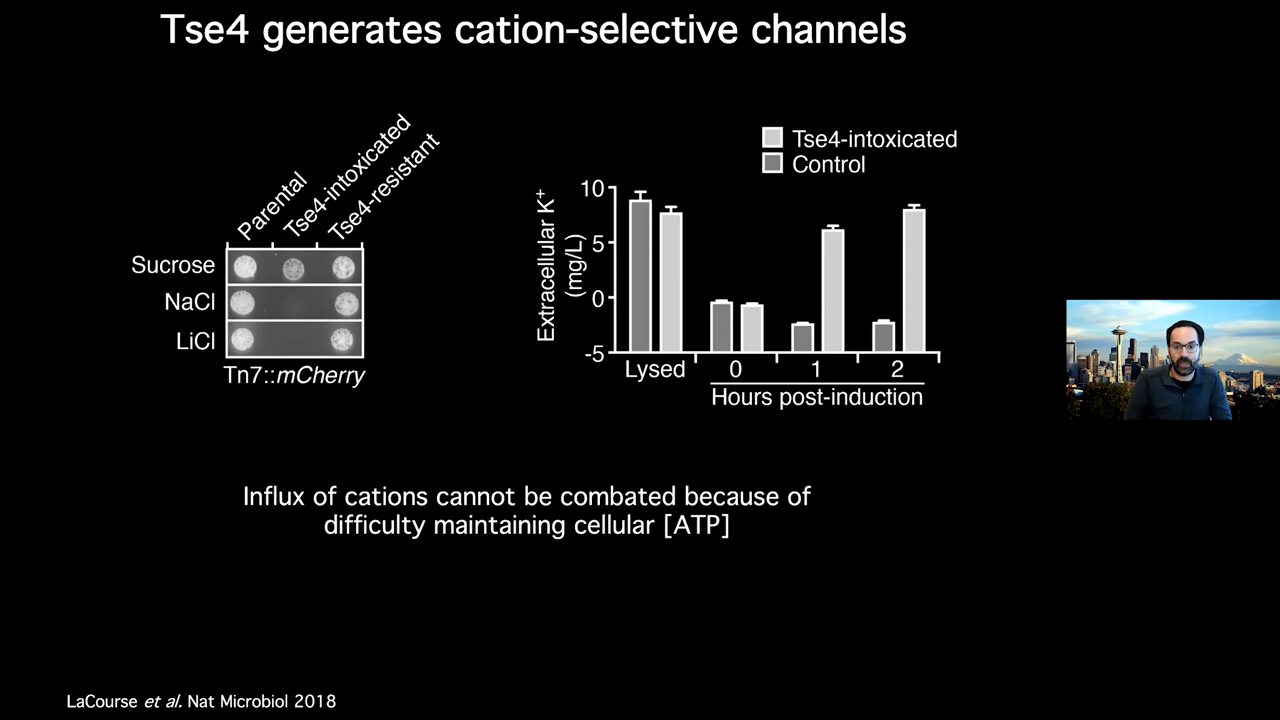 Tse4 generates cation-selective channels
Parental
Tse4-intoxicated
Tse4-resistant
Sucrose
NaCl
LiCl
Tn7::mCherry
Tse4-intoxicated
Control
Extracellular K⁺
(mg/L)
10
5
0
-5
Lysed 0 1 2
Hours post-induction
Influx of cations cannot be combated because of
difficulty maintaining cellular [ATP]
LaCourse et al. Nat Microbiol 2018